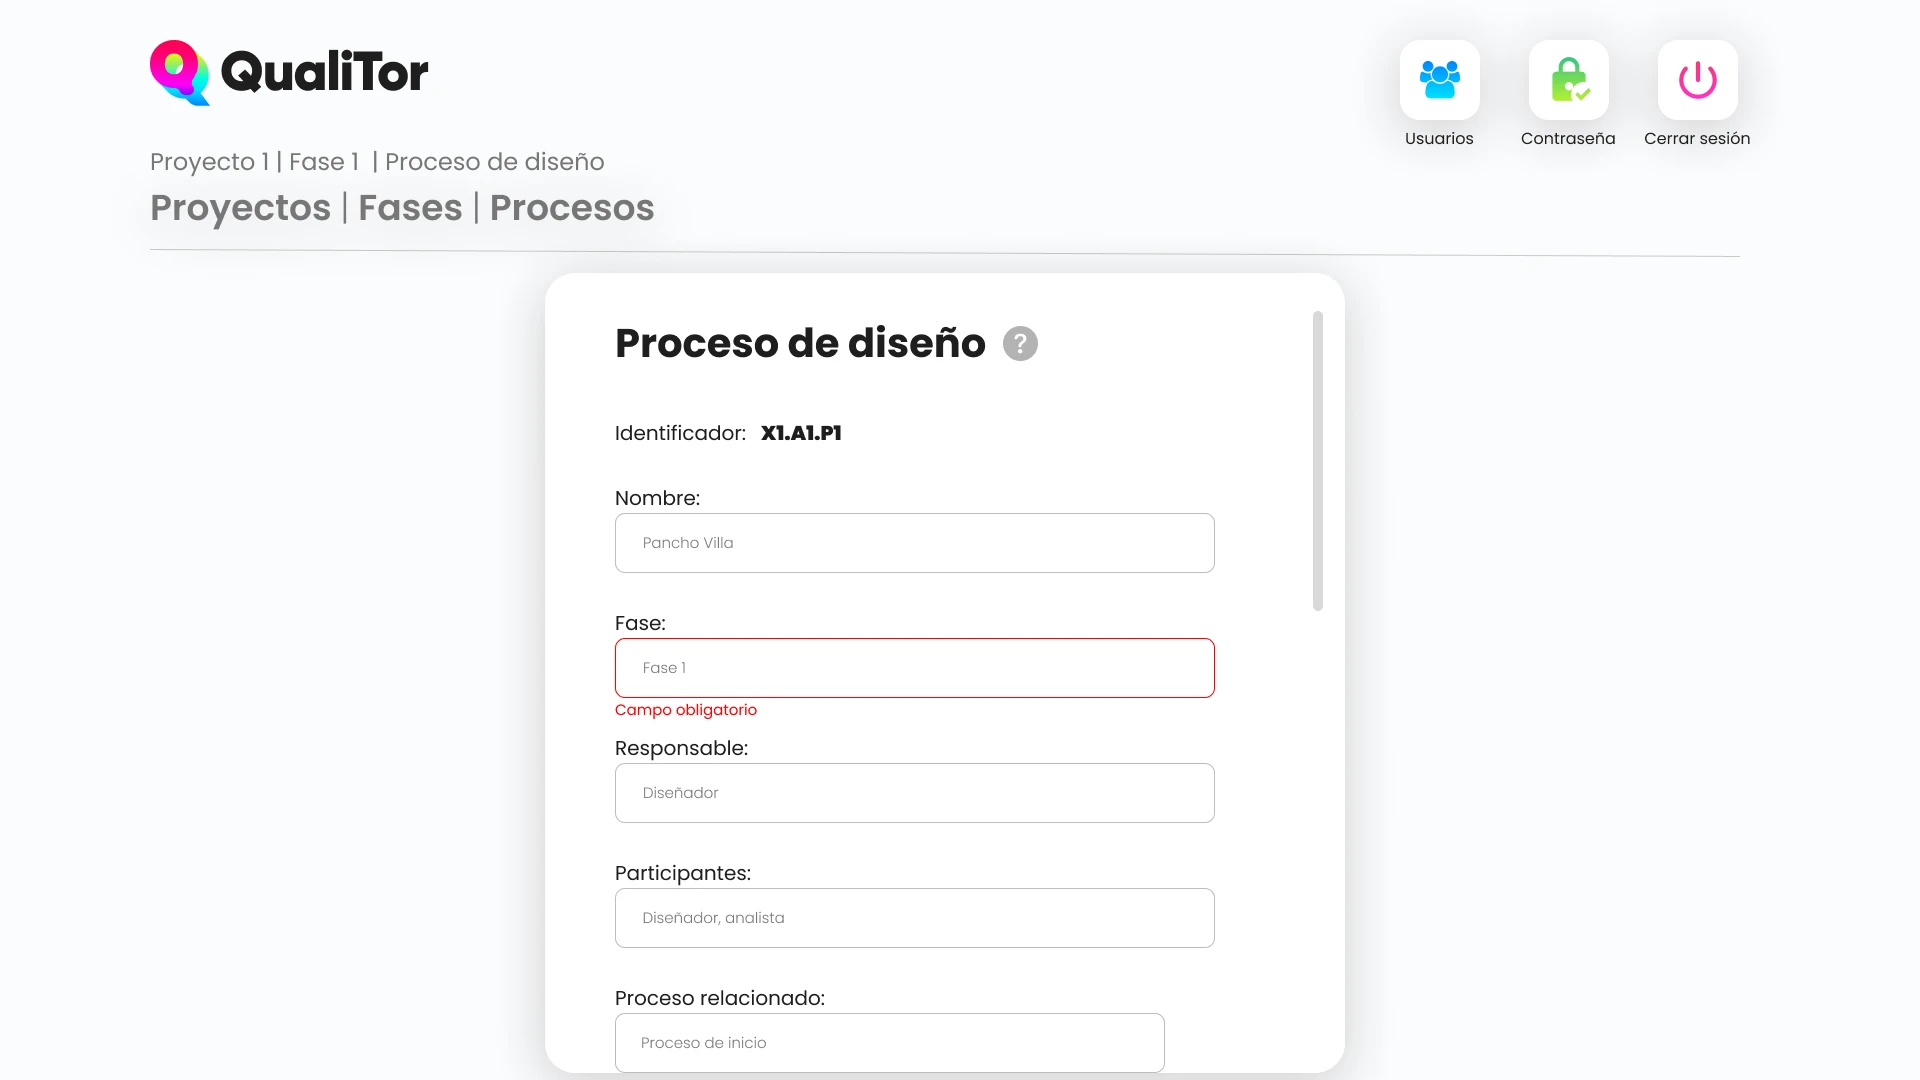 QualiTor
Usuarios
Contraseña
Cerrar sesión
Proyecto 1 | Fase 1 | Proceso de diseño
Proyectos | Fases | Procesos
Proceso de diseño ?
Identificador: X1.A1.P1
Nombre:
Pancho Villa
Fase:
Fase 1
Campo obligatorio
Responsable:
Diseñador
Participantes:
Diseñador, analista
Proceso relacionado:
Proceso de inicio